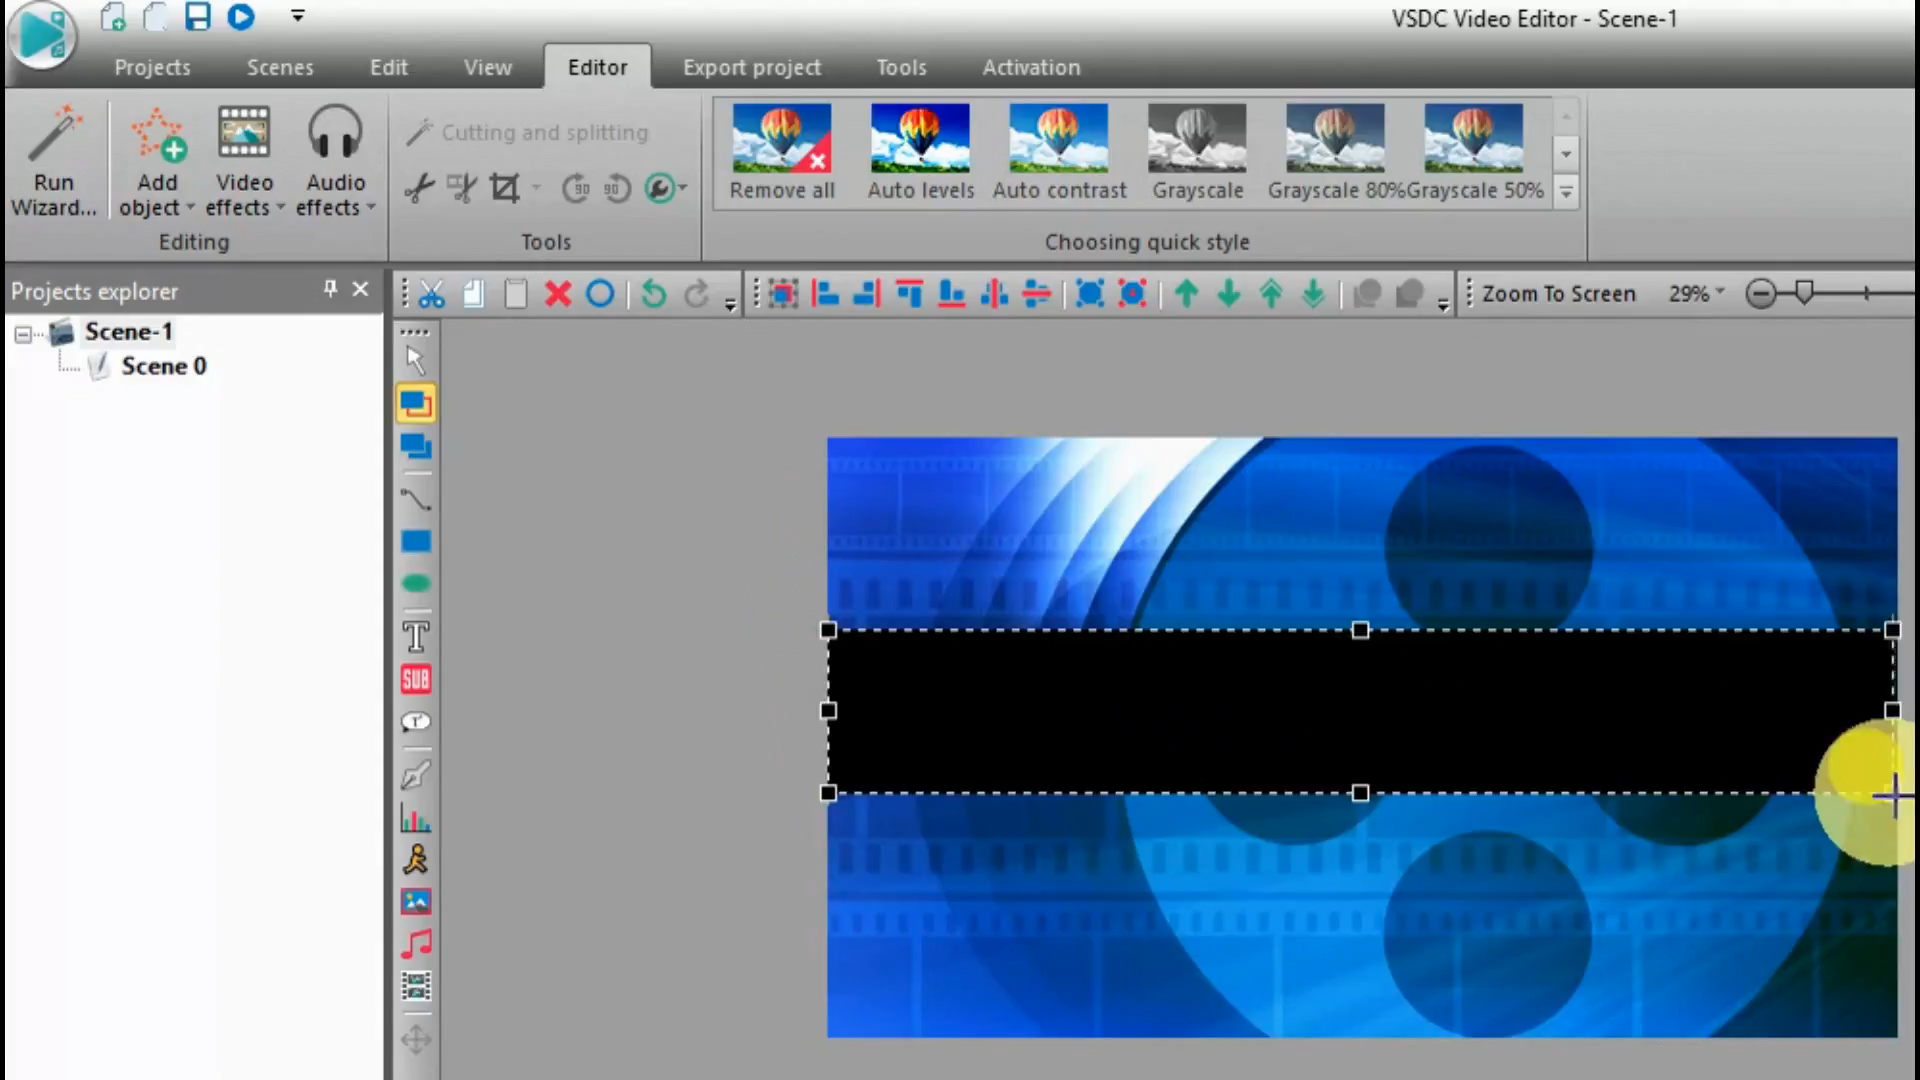 VSDC Video Editor - Scene-1
Projects Scenes Edit View Editor Export project Tools Activation
Run Wizard...
Add object
Video effects
Audio effects
Editing
Cutting and splitting
90 90
Tools
Remove all
Auto levels
Auto contrast
Grayscale
Grayscale 80%
Grayscale 50%
Choosing quick style
Projects explorer
Zoom To Screen 29%
Scene-1
Scene 0
T
SUB
T